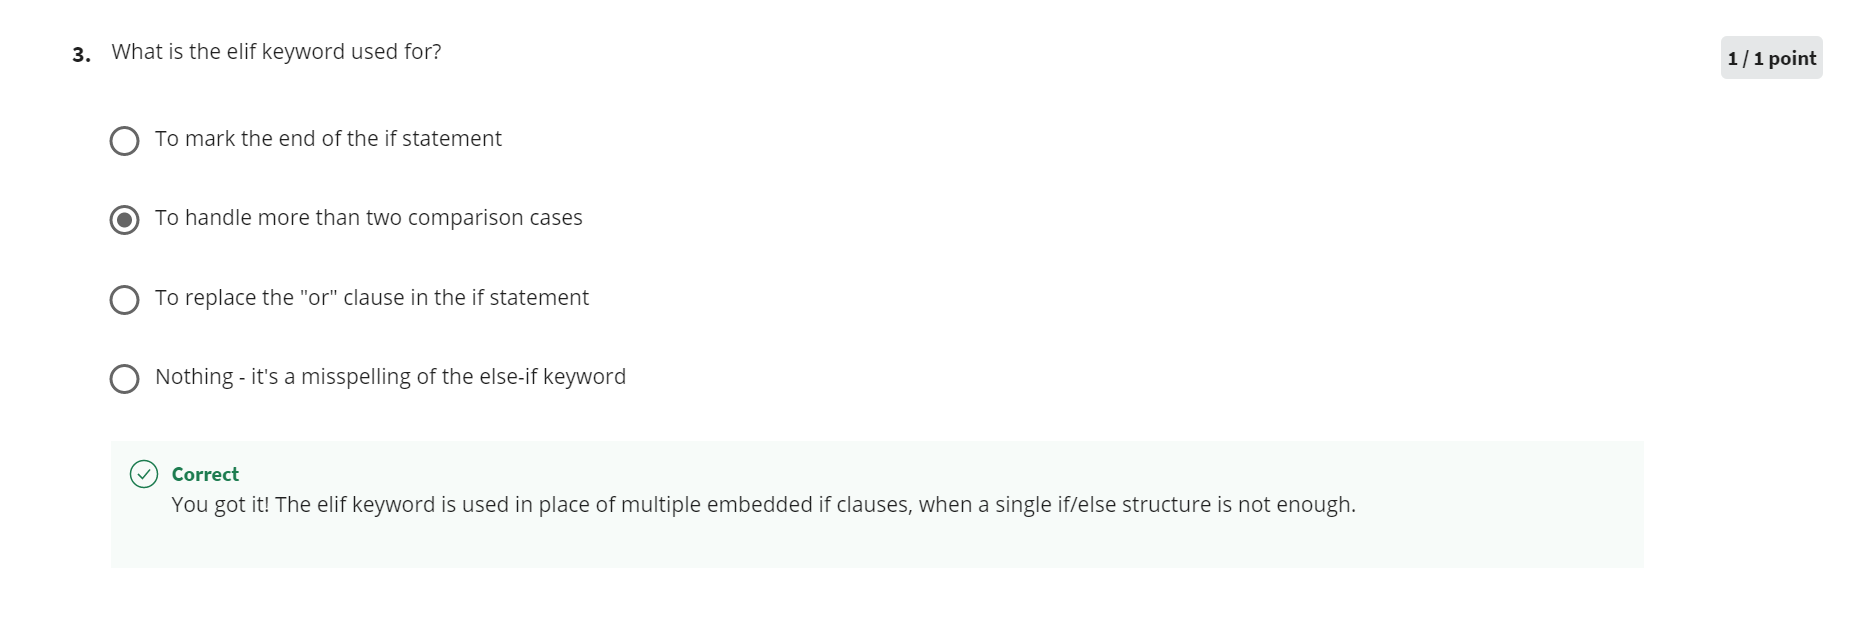 3. What is the elif keyword used for?
1 / 1 point
To mark the end of the if statement
To handle more than two comparison cases
To replace the "or" clause in the if statement
Nothing - it's a misspelling of the else-if keyword
Correct
You got it! The elif keyword is used in place of multiple embedded if clauses, when a single if/else structure is not enough.